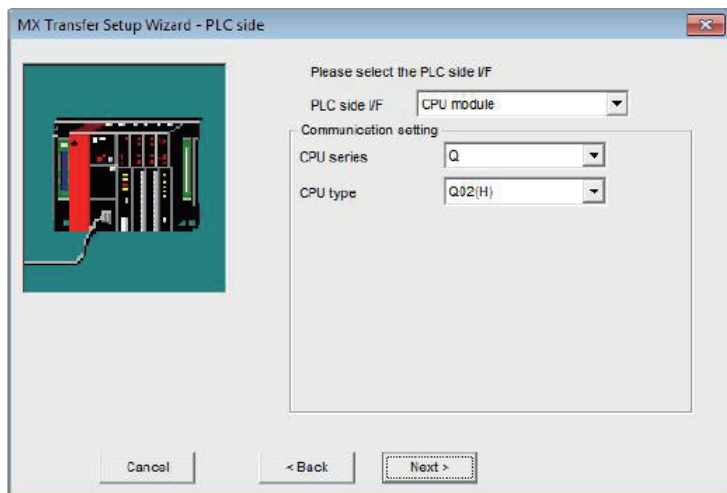 MX Transfer Setup Wizard - PLC side
Please select the PLC side I/F
PLC side I/F CPU module
Communication setting
CPU series Q
CPU type Q02(H)
Cancel < Back Next >